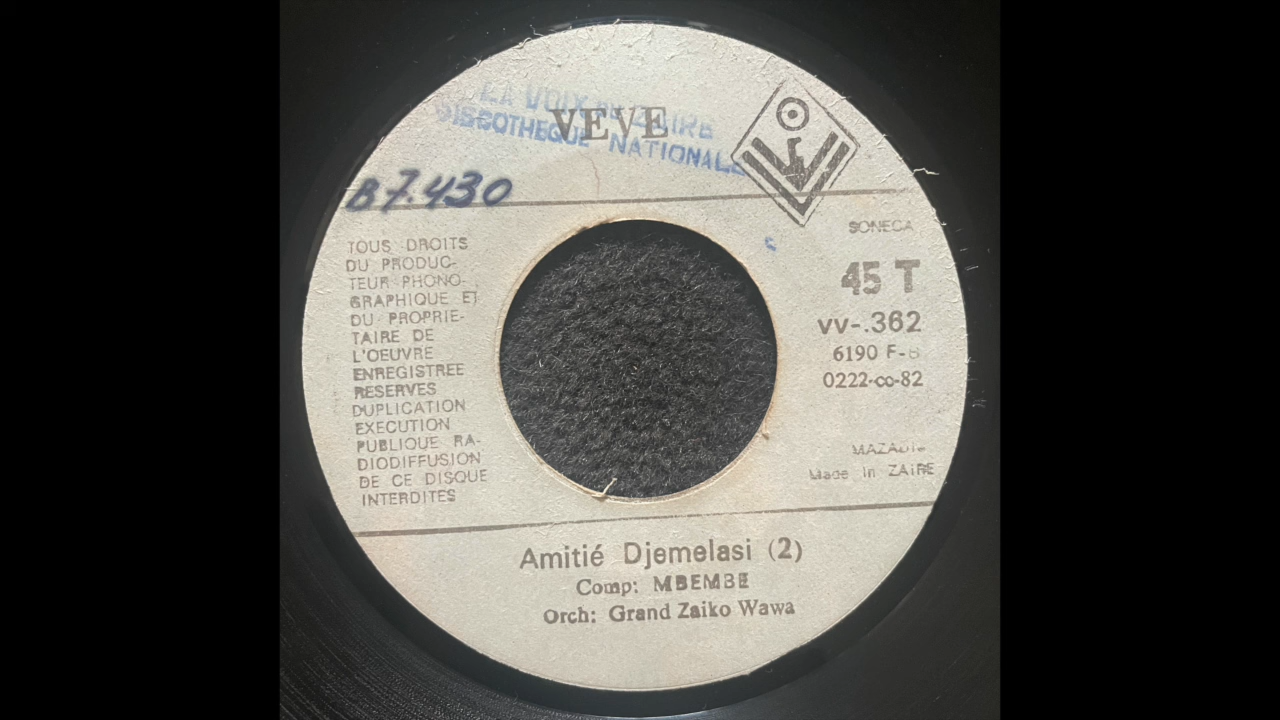 LA VOIX DU ZAIRE
DISCOTHEQUE NATIONALE
VEVE
B7.430
TOUS DROITS
DU PRODUC-
TEUR PHONO-
GRAPHIQUE ET
DU PROPRIE-
TAIRE DE
L'OEUVRE
ENREGISTREE
RESERVES
DUPLICATION
EXECUTION
PUBLIQUE RA-
DIODIFFUSION
DE CE DISQUE
INTERDITES
SONECA
45 T
VV-.362
6190 F-B
0222-co-82
MAZADIS
Made in ZAIRE
Amitié Djemelasi (2)
Comp: MBEMBE
Orch: Grand Zaiko Wawa